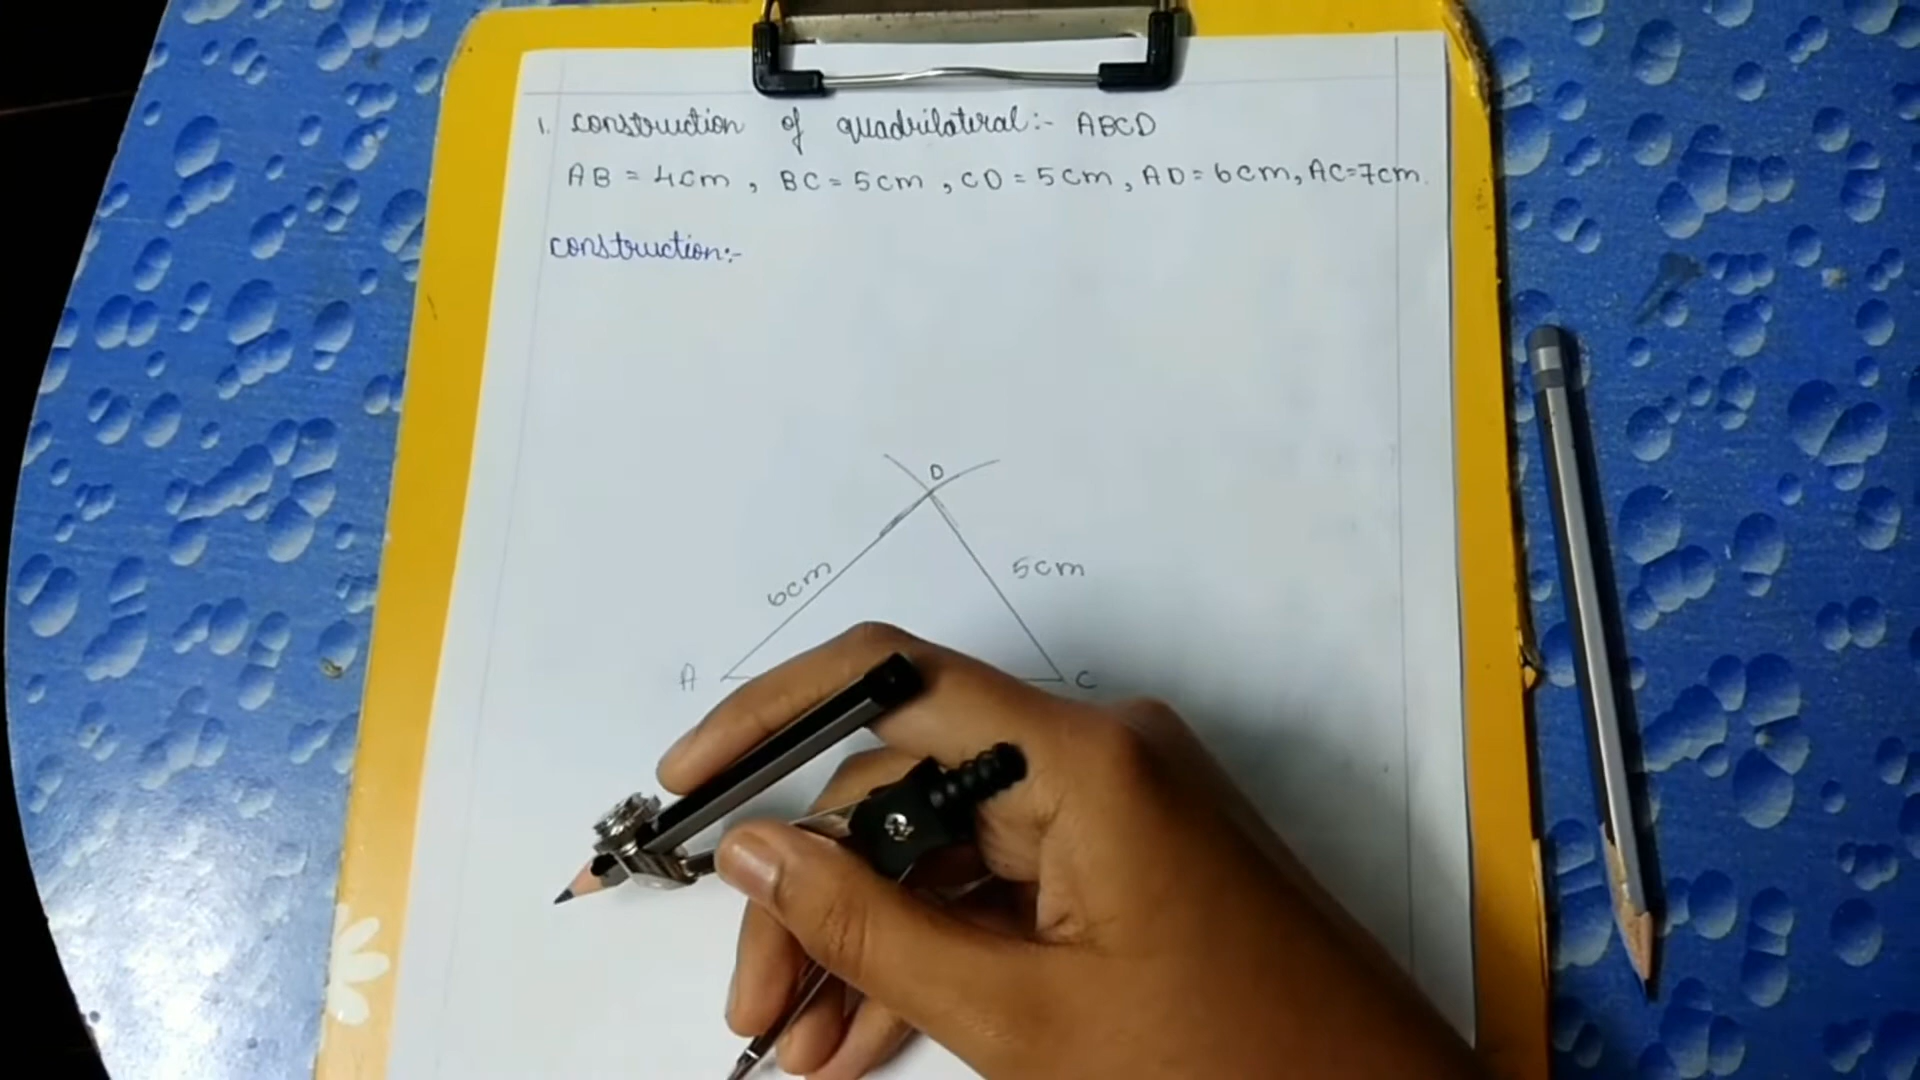 1. construction of quadrilateral:- ABCD
AB = 4cm, BC = 5cm, CD = 5cm, AD = 6cm, AC=7cm.
construction:-
D
6cm
5cm
A
C